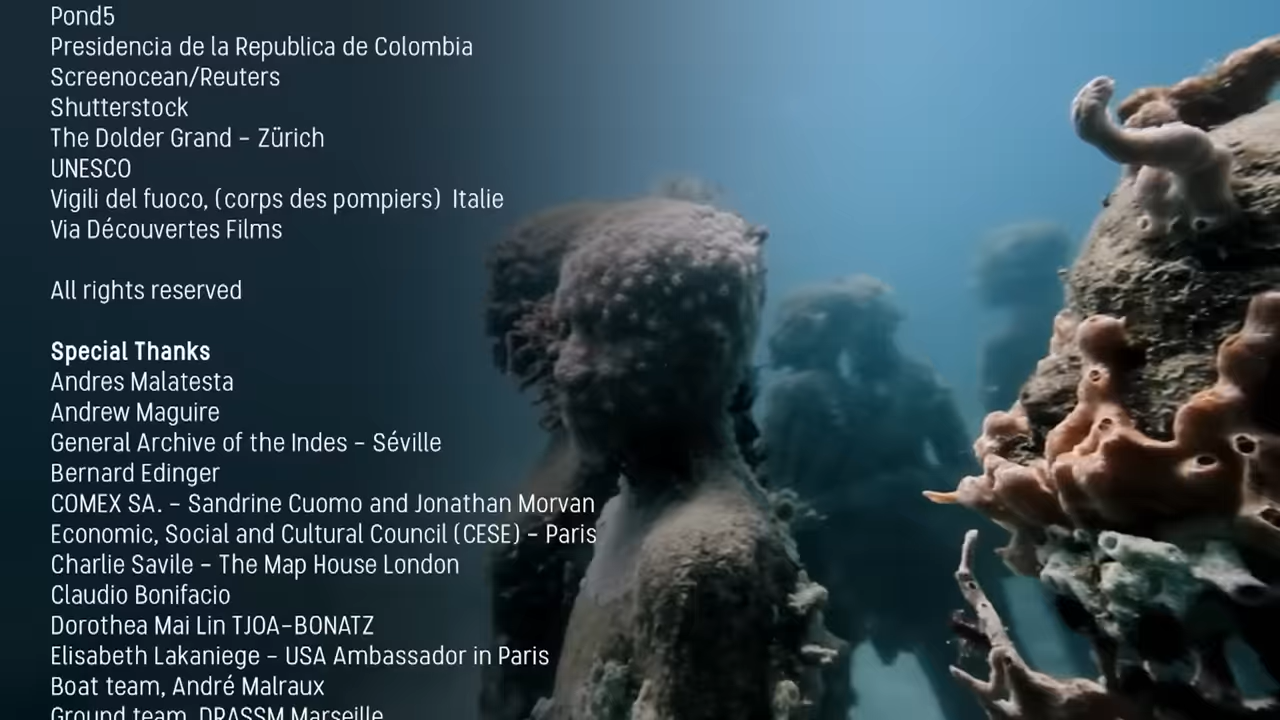 Pond5
Presidencia de la Republica de Colombia
Screenocean/Reuters
Shutterstock
The Dolder Grand - Zürich
UNESCO
Vigili del fuoco, (corps des pompiers) Italie
Via Découvertes Films
All rights reserved
Special Thanks
Andres Malatesta
Andrew Maguire
General Archive of the Indes - Séville
Bernard Edinger
COMEX SA. - Sandrine Cuomo and Jonathan Morvan
Economic, Social and Cultural Council (CESE) - Paris
Charlie Savile - The Map House London
Claudio Bonifacio
Dorothea Mai Lin TJOA-BONATZ
Elisabeth Lakaniege - USA Ambassador in Paris
Boat team, André Malraux
Ground team, DRASSM Marseille